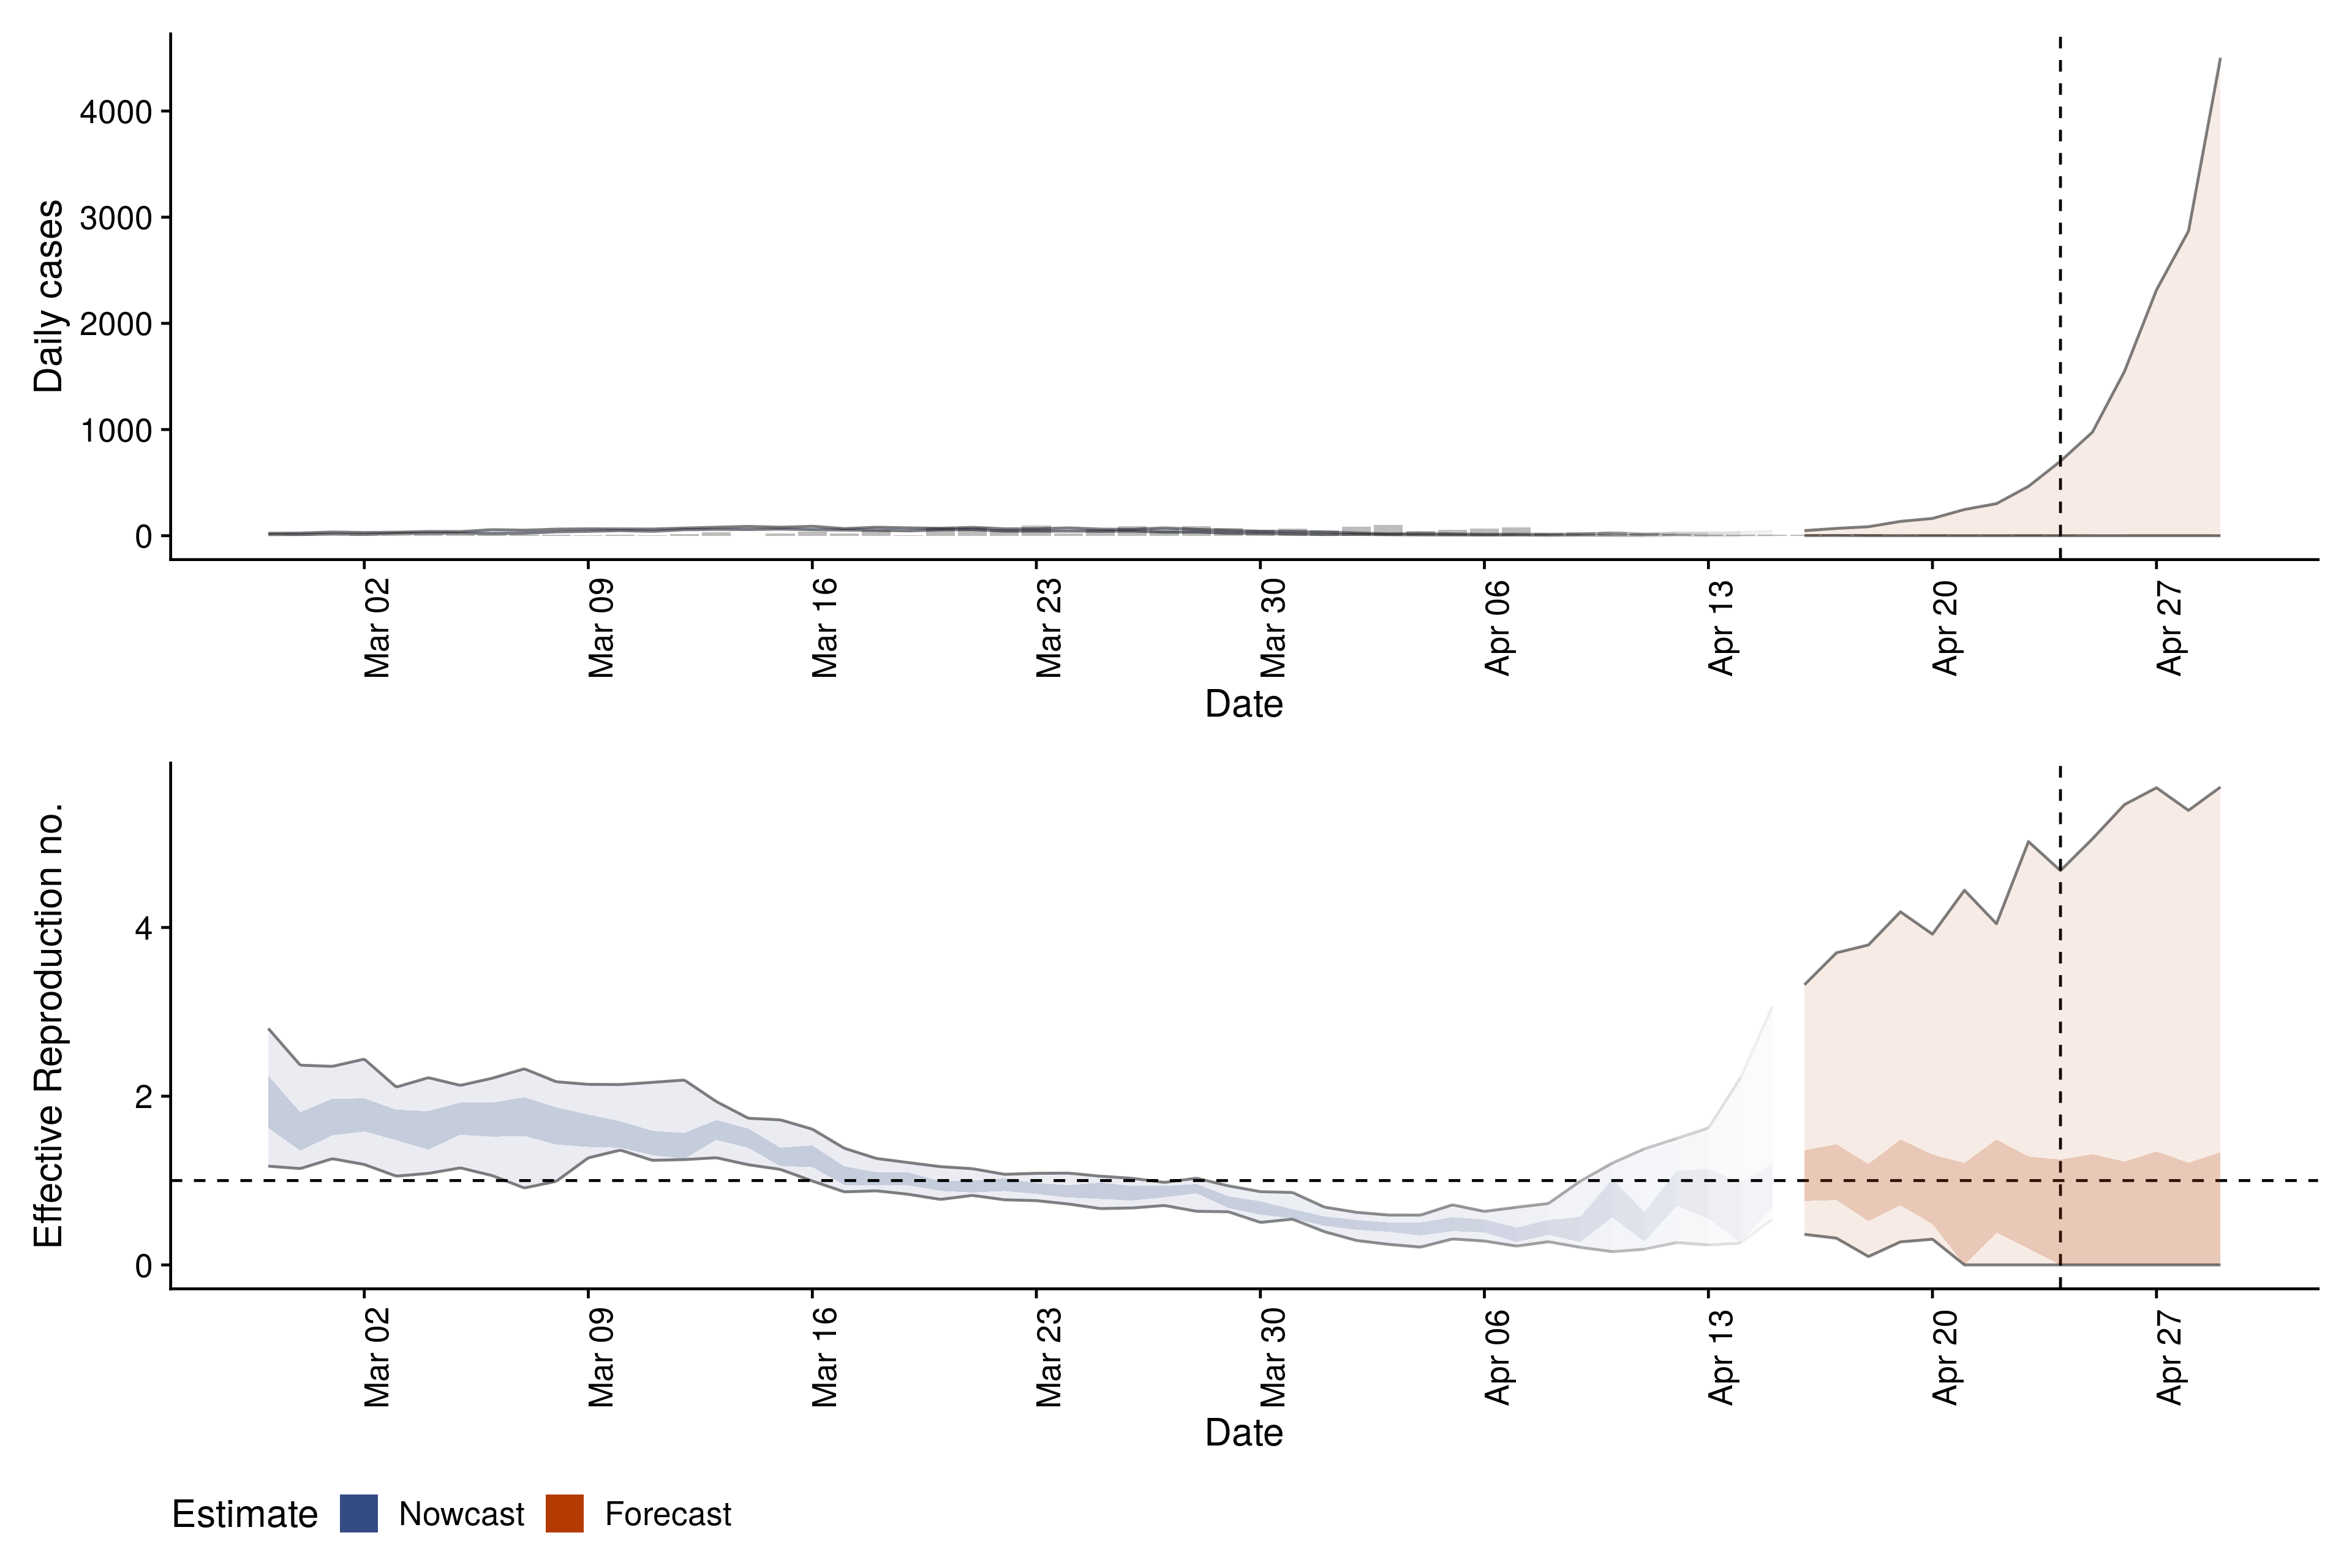 Daily cases
4000
3000
2000
1000
0
Mar 02
Mar 09
Mar 16
Mar 23
Mar 30
Apr 06
Apr 13
Apr 20
Apr 27
Date
Effective Reproduction no.
4
2
0
Mar 02
Mar 09
Mar 16
Mar 23
Mar 30
Apr 06
Apr 13
Apr 20
Apr 27
Date
Estimate Nowcast Forecast